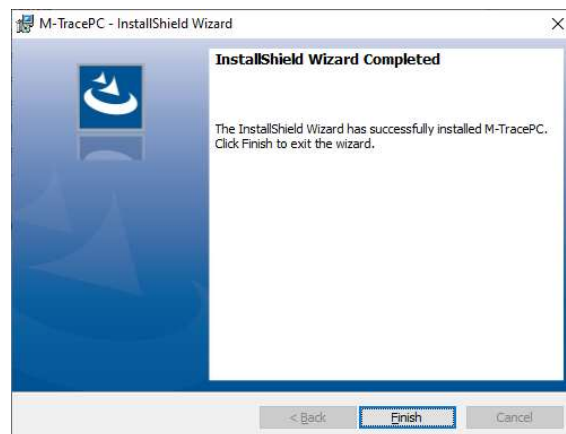 M-TracePC - InstallShield Wizard
InstallShield Wizard Completed
The InstallShield Wizard has successfully installed M-TracePC.
Click Finish to exit the wizard.
< Back Finish Cancel